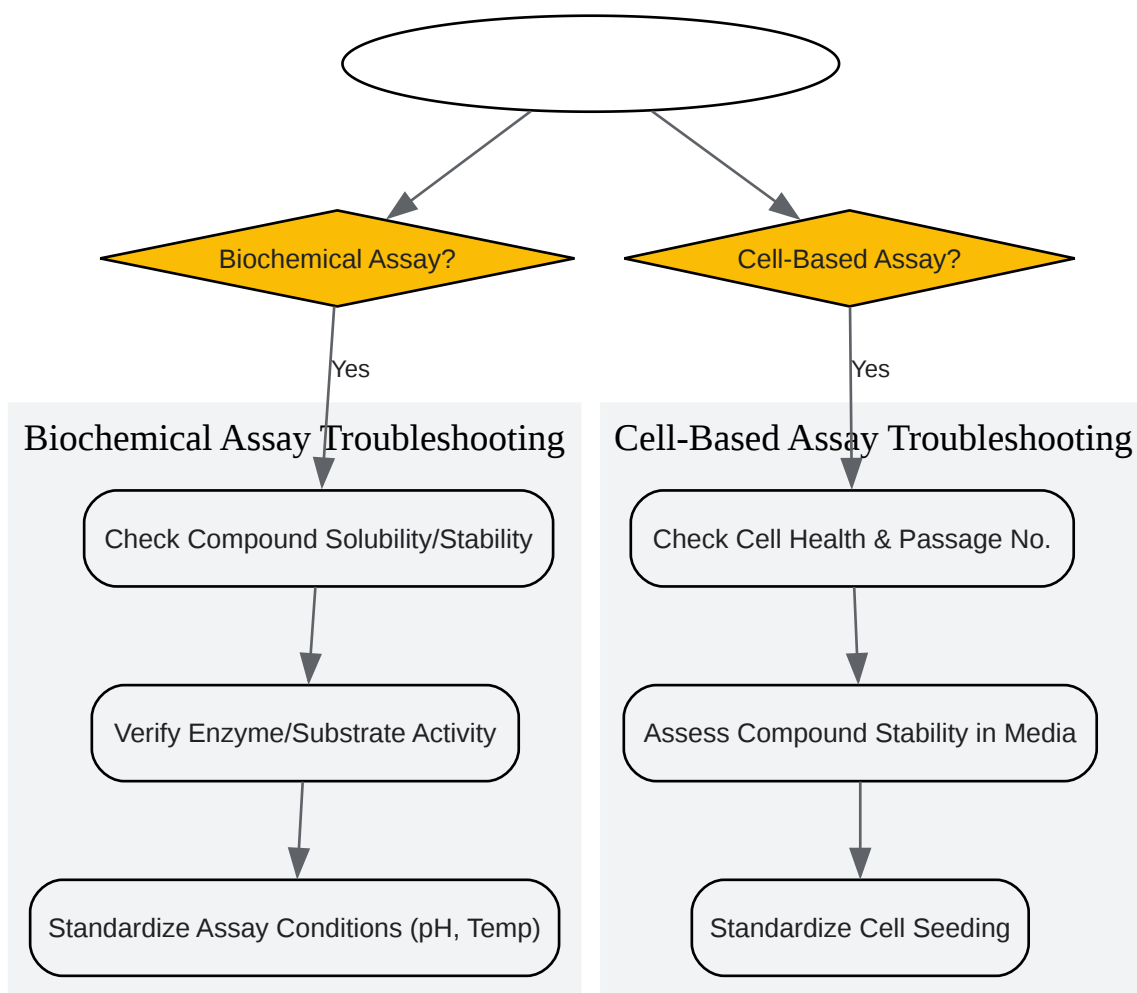 Biochemical Assay?
Cell-Based Assay?
Yes
Yes
Biochemical Assay Troubleshooting
Cell-Based Assay Troubleshooting
Check Compound Solubility/Stability
Check Cell Health & Passage No.
Verify Enzyme/Substrate Activity
Assess Compound Stability in Media
Standardize Assay Conditions (pH, Temp)
Standardize Cell Seeding